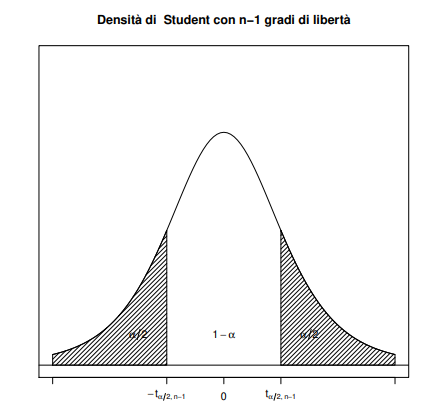 Densità di Student con n−1 gradi di libertà
α/2 1 − α α/2
− tα/2, n−1 0 tα/2, n−1